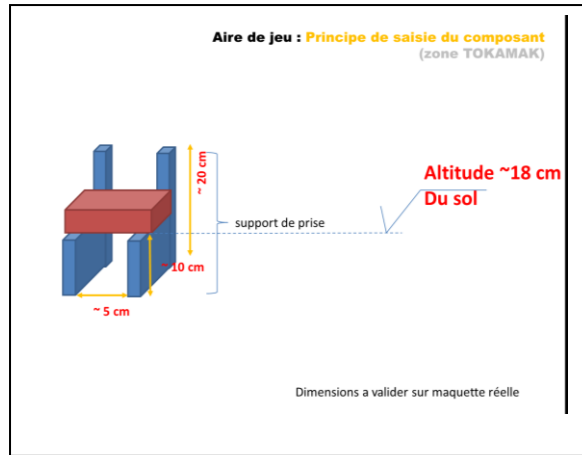 Aire de jeu : Principe de saisie du composant
(zone TOKAMAK)
~ 20 cm
Altitude ~18 cm
Du sol
support de prise
~ 10 cm
~ 5 cm
Dimensions a valider sur maquette réelle